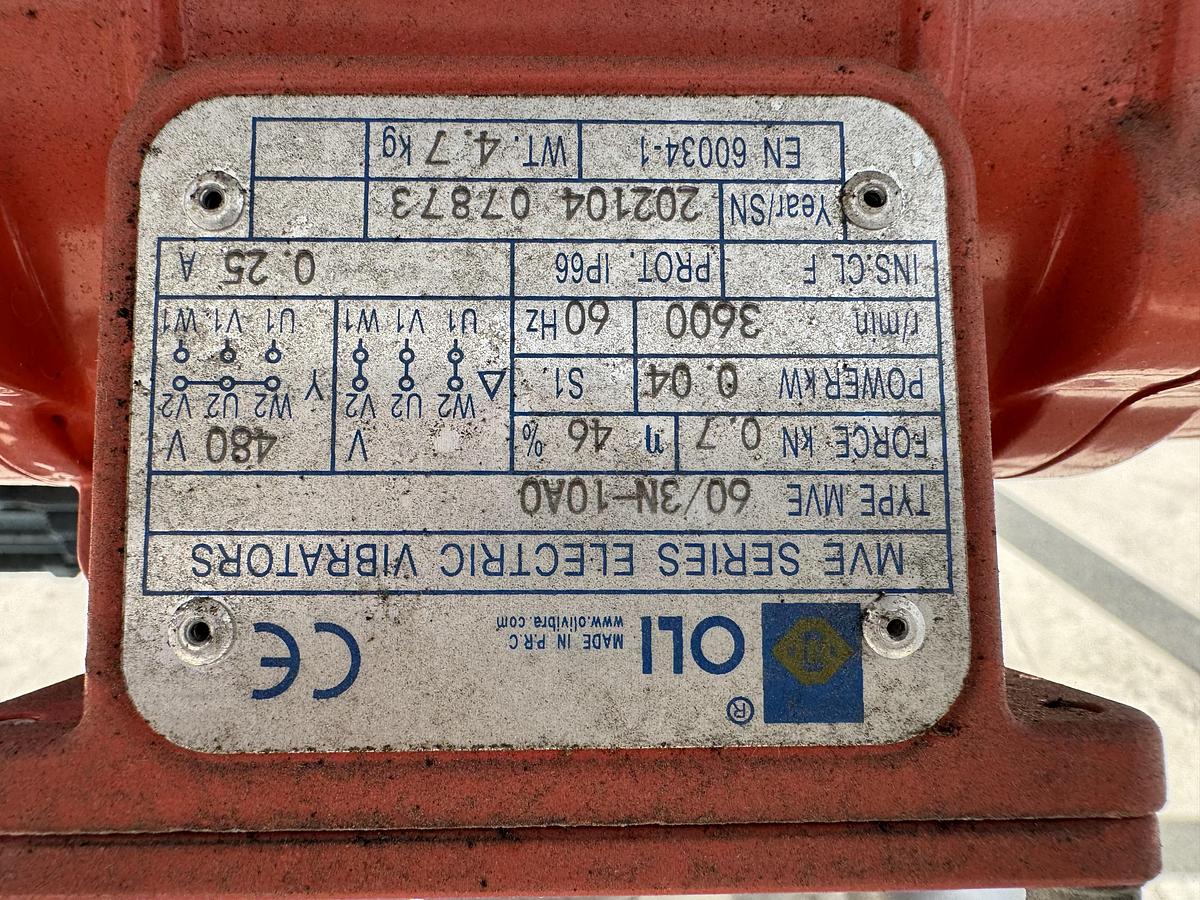 OLI ®
MADE IN P.R.C
www.olivibra.com
CE
MVE SERIES ELECTRIC VIBRATORS
TYPE MVE 60/3N-10A0
FORCE kN 0.7 η 46 % V 480 V
POWER kW 0.04 S1. △ W2 U2 V2 Y W2 U2 V2
r/min 3600 60 Hz U1 V1 W1 U1 V1 W1
INS.CL F PROT. IP66 0.25 A
Year/SN 202104 07873
EN 60034-1 WT. 4.7 kg